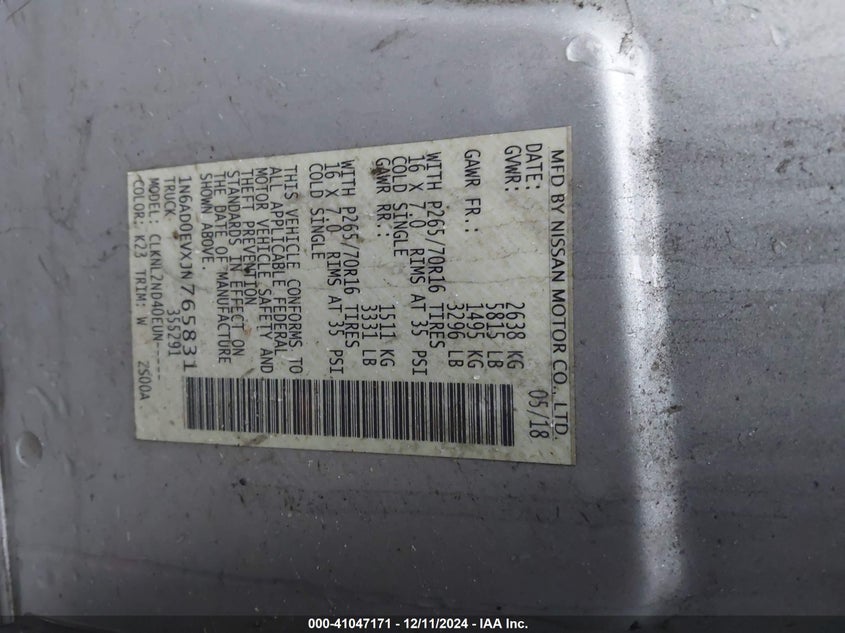 MFD BY NISSAN MOTOR CO., LTD.
DATE: 05/18
GVWR: 2638 KG
5815 LB
GAWR FR.: 1495 KG
3296 LB
WITH P265/70R16 TIRES
16 X 7.0 RIMS AT 35 PSI
COLD SINGLE
GAWR RR.: 1511 KG
3331 LB
WITH P265/70R16 TIRES
16 X 7.0 RIMS AT 35 PSI
COLD SINGLE
THIS VEHICLE CONFORMS TO
ALL APPLICABLE FEDERAL
MOTOR VEHICLE SAFETY AND
THEFT PREVENTION
STANDARDS IN EFFECT ON
THE DATE OF MANUFACTURE
SHOWN ABOVE.
1N6AD0EVXJN765831
TRUCK 355291
MODEL: CLKNL2ND40EUN-----
COLOR: K23 TRIM: W 2S00A
000-41047171 - 12/11/2024 - IAA Inc.